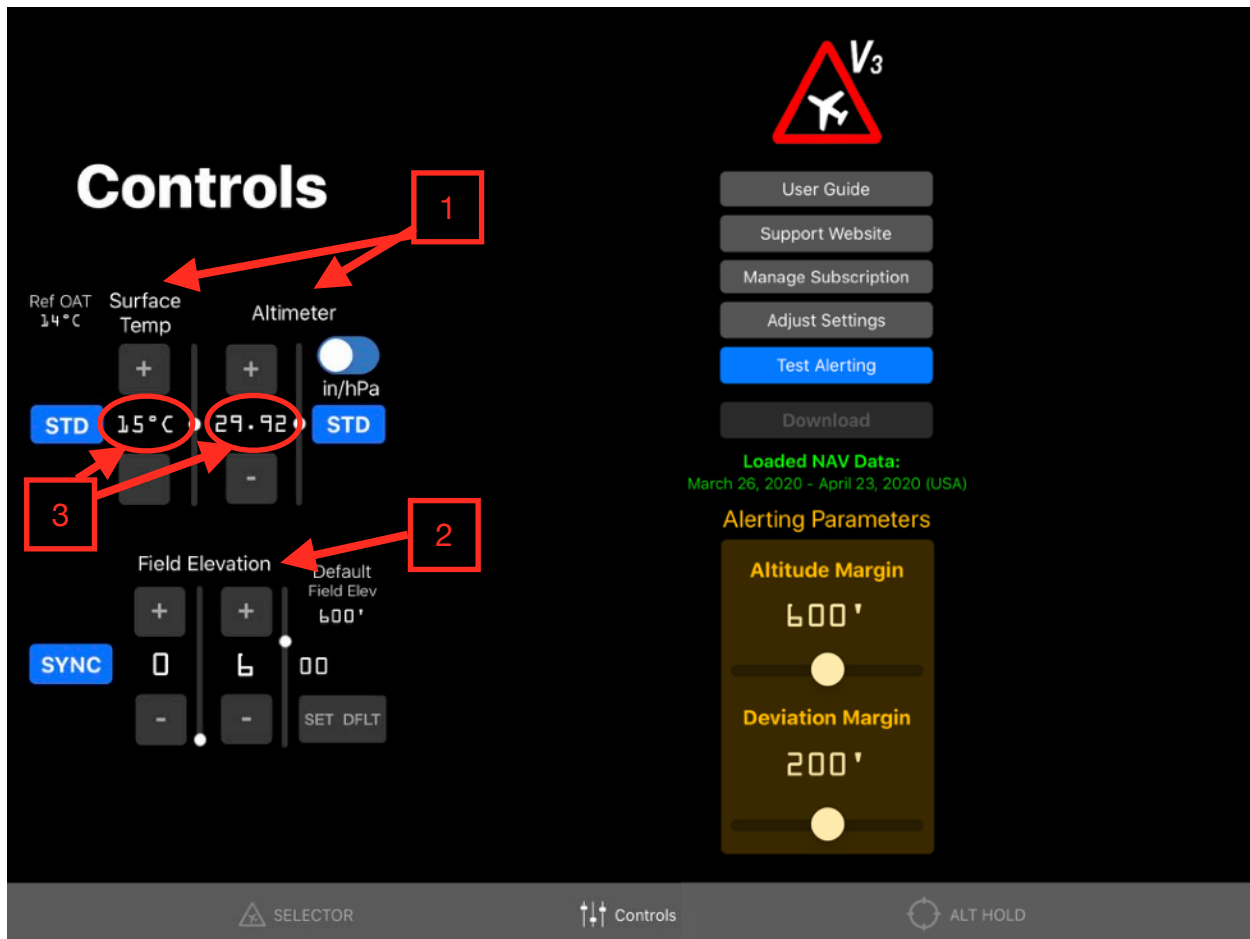 V3
Controls
1
User Guide
Support Website
Manage Subscription
Adjust Settings
Test Alerting
Download
Loaded NAV Data:
March 26, 2020 - April 23, 2020 (USA)
Ref OAT
14°C
Surface
Temp
Altimeter
+
+
in/hPa
STD
15°C
29.92
STD
-
3
2
Field Elevation
Default
Field Elev
600'
+
+
SYNC
0
6
00
-
-
SET DFLT
Alerting Parameters
Altitude Margin
600'
Deviation Margin
200'
SELECTOR
Controls
ALT HOLD